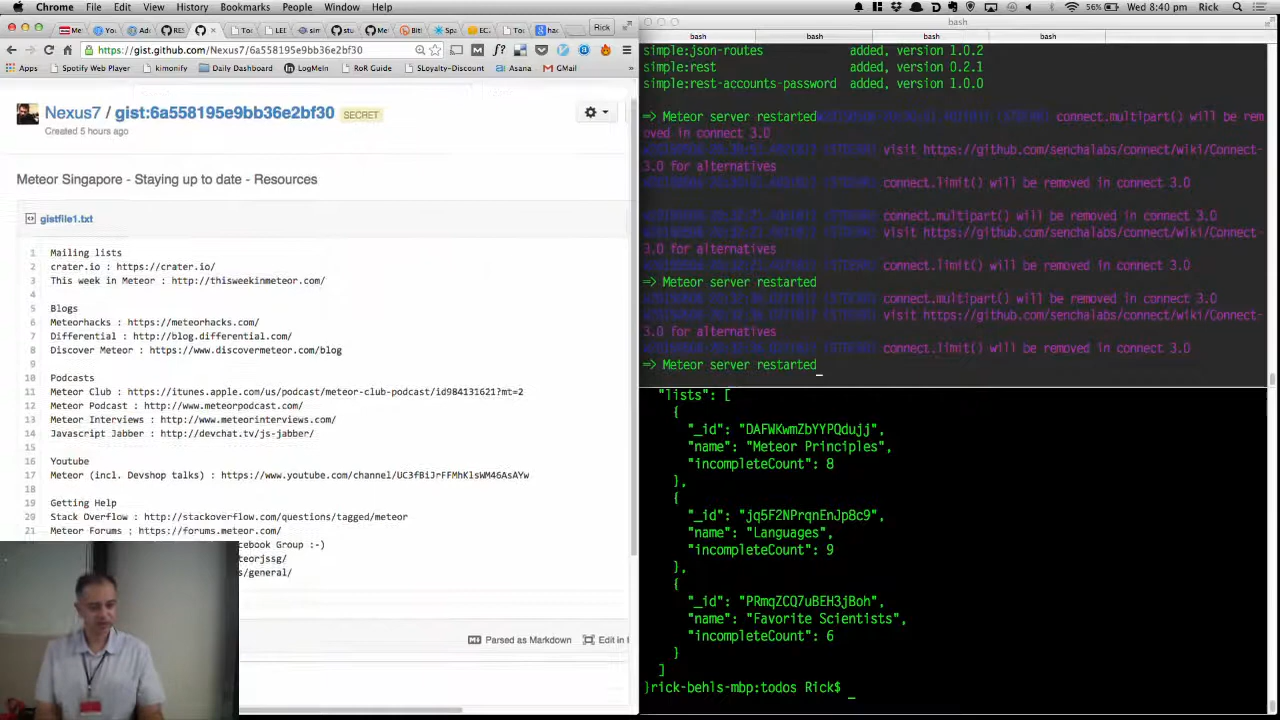 Chrome File Edit View History Bookmarks People Window Help
56% Wed 8:40 pm Rick
Rick
https://gist.github.com/Nexus7/6a558195e9bb36e2bf30
Apps Spotify Web Player kimonify Daily Dashboard LogMeIn RoR Guide SLoyalty-Discount Asana GMail
Nexus7 / gist:6a558195e9bb36e2bf30 SECRET
Created 5 hours ago
Meteor Singapore - Staying up to date - Resources
gistfile1.txt
1 Mailing lists
2 crater.io : https://crater.io/
3 This week in Meteor : http://thisweekinmeteor.com/
4
5 Blogs
6 Meteorhacks : https://meteorhacks.com/
7 Differential : http://blog.differential.com/
8 Discover Meteor : https://www.discovermeteor.com/blog
9
10 Podcasts
11 Meteor Club : https://itunes.apple.com/us/podcast/meteor-club-podcast/id984131621?mt=2
12 Meteor Podcast : http://www.meteorpodcast.com/
13 Meteor Interviews : http://www.meteorinterviews.com/
14 Javascript Jabber : http://devchat.tv/js-jabber/
15
16 Youtube
17 Meteor (incl. Devshop talks) : https://www.youtube.com/channel/UC3fBiJrFFMhKlsWM46AsAYw
18
19 Getting Help
20 Stack Overflow : http://stackoverflow.com/questions/tagged/meteor
21 Meteor Forums : https://forums.meteor.com/
cebook Group :-)
teorjssg/
s/general/
Parsed as Markdown Edit in
bash
bash bash bash bash
simple:json-routes added, version 1.0.2
simple:rest added, version 0.2.1
simple:rest-accounts-password added, version 1.0.0
=> Meteor server restarted connect.multipart() will be rem
oved in connect 3.0
visit https://github.com/senchalabs/connect/wiki/Connect-
3.0 for alternatives
connect.limit() will be removed in connect 3.0
connect.multipart() will be removed in connect 3.0
visit https://github.com/senchalabs/connect/wiki/Connect-
3.0 for alternatives
connect.limit() will be removed in connect 3.0
=> Meteor server restarted
connect.multipart() will be removed in connect 3.0
visit https://github.com/senchalabs/connect/wiki/Connect-
3.0 for alternatives
connect.limit() will be removed in connect 3.0
=> Meteor server restarted
"lists": [
{
"_id": "DAFWKwmZbYYPQdujj",
"name": "Meteor Principles",
"incompleteCount": 8
},
{
"_id": "jq5F2NPrqnEnJp8c9",
"name": "Languages",
"incompleteCount": 9
},
{
"_id": "PRmqZCQ7uBEH3jBoh",
"name": "Favorite Scientists",
"incompleteCount": 6
}
]
}rick-behls-mbp:todos Rick$ _